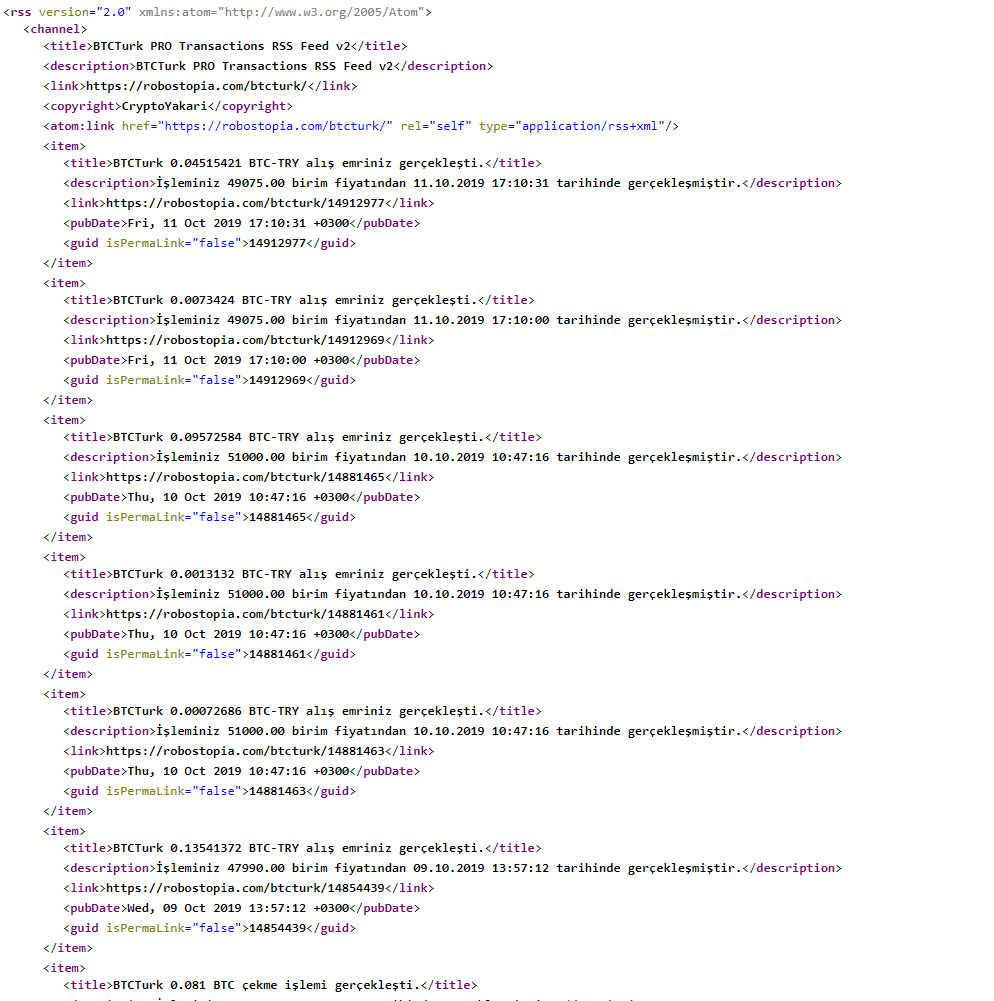 <rss version="2.0" xmlns:atom="http://www.w3.org/2005/Atom">
<channel>
<title>BTCTurk PRO Transactions RSS Feed v2</title>
<description>BTCTurk PRO Transactions RSS Feed v2</description>
<link>https://robostopia.com/btcturk/</link>
<copyright>CryptoYakari</copyright>
<atom:link href="https://robostopia.com/btcturk/" rel="self" type="application/rss+xml"/>
<item>
<title>BTCTurk 0.04515421 BTC-TRY alış emriniz gerçekleşti.</title>
<description>İşleminiz 49075.00 birim fiyatından 11.10.2019 17:10:31 tarihinde gerçekleşmiştir.</description>
<link>https://robostopia.com/btcturk/14912977</link>
<pubDate>Fri, 11 Oct 2019 17:10:31 +0300</pubDate>
<guid isPermaLink="false">14912977</guid>
</item>
<item>
<title>BTCTurk 0.0073424 BTC-TRY alış emriniz gerçekleşti.</title>
<description>İşleminiz 49075.00 birim fiyatından 11.10.2019 17:10:00 tarihinde gerçekleşmiştir.</description>
<link>https://robostopia.com/btcturk/14912969</link>
<pubDate>Fri, 11 Oct 2019 17:10:00 +0300</pubDate>
<guid isPermaLink="false">14912969</guid>
</item>
<item>
<title>BTCTurk 0.09572584 BTC-TRY alış emriniz gerçekleşti.</title>
<description>İşleminiz 51000.00 birim fiyatından 10.10.2019 10:47:16 tarihinde gerçekleşmiştir.</description>
<link>https://robostopia.com/btcturk/14881465</link>
<pubDate>Thu, 10 Oct 2019 10:47:16 +0300</pubDate>
<guid isPermaLink="false">14881465</guid>
</item>
<item>
<title>BTCTurk 0.0013132 BTC-TRY alış emriniz gerçekleşti.</title>
<description>İşleminiz 51000.00 birim fiyatından 10.10.2019 10:47:16 tarihinde gerçekleşmiştir.</description>
<link>https://robostopia.com/btcturk/14881461</link>
<pubDate>Thu, 10 Oct 2019 10:47:16 +0300</pubDate>
<guid isPermaLink="false">14881461</guid>
</item>
<item>
<title>BTCTurk 0.00072686 BTC-TRY alış emriniz gerçekleşti.</title>
<description>İşleminiz 51000.00 birim fiyatından 10.10.2019 10:47:16 tarihinde gerçekleşmiştir.</description>
<link>https://robostopia.com/btcturk/14881463</link>
<pubDate>Thu, 10 Oct 2019 10:47:16 +0300</pubDate>
<guid isPermaLink="false">14881463</guid>
</item>
<item>
<title>BTCTurk 0.13541372 BTC-TRY alış emriniz gerçekleşti.</title>
<description>İşleminiz 47990.00 birim fiyatından 09.10.2019 13:57:12 tarihinde gerçekleşmiştir.</description>
<link>https://robostopia.com/btcturk/14854439</link>
<pubDate>Wed, 09 Oct 2019 13:57:12 +0300</pubDate>
<guid isPermaLink="false">14854439</guid>
</item>
<item>
<title>BTCTurk 0.081 BTC çekme işlemi gerçekleşti.</title>